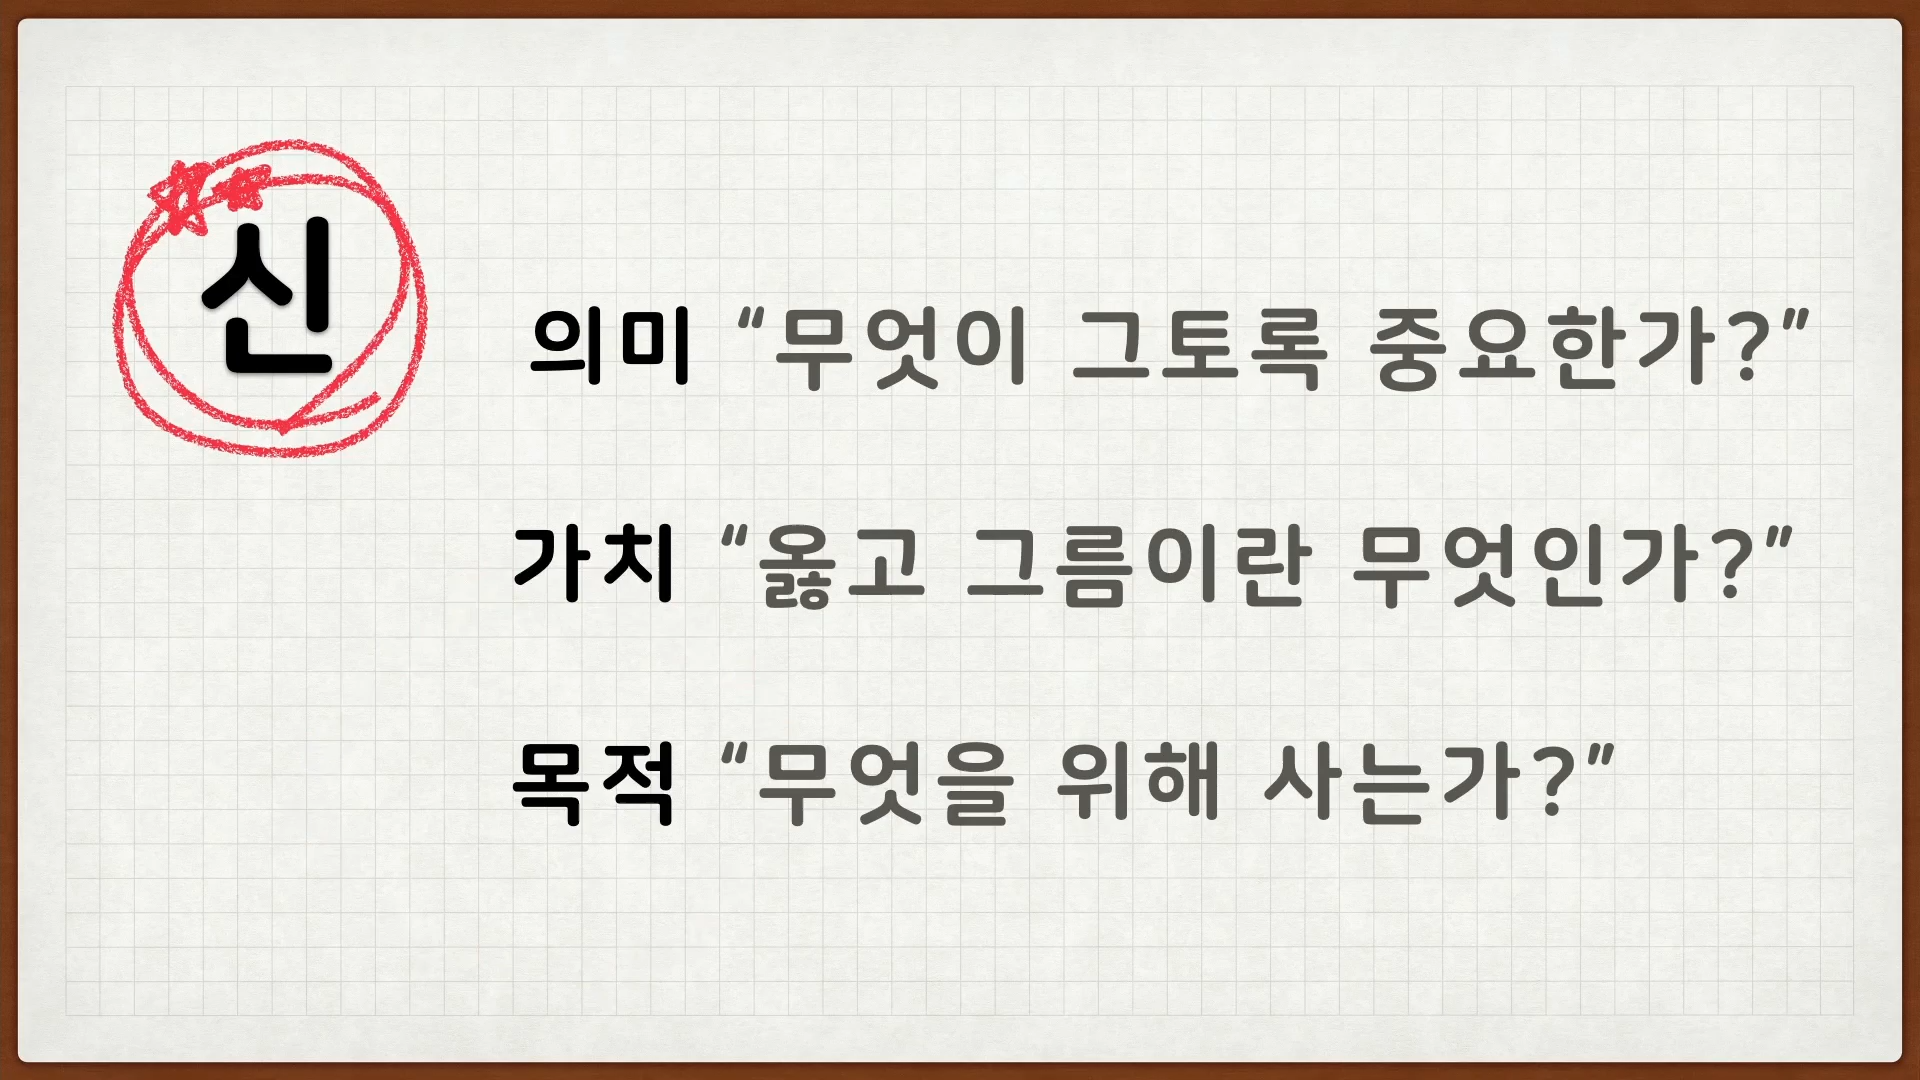 신
의미 “무엇이 그토록 중요한가?”
가치 “옳고 그름이란 무엇인가?”
목적 “무엇을 위해 사는가?”